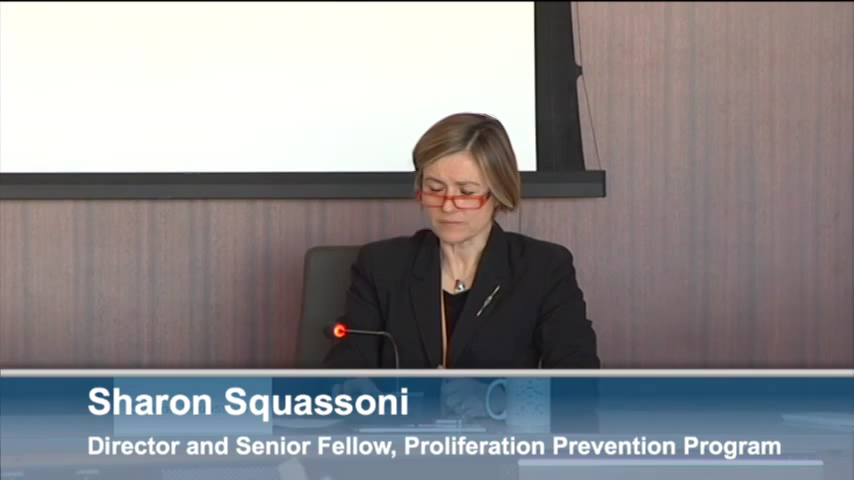 Sharon Squassoni
Director and Senior Fellow, Proliferation Prevention Program